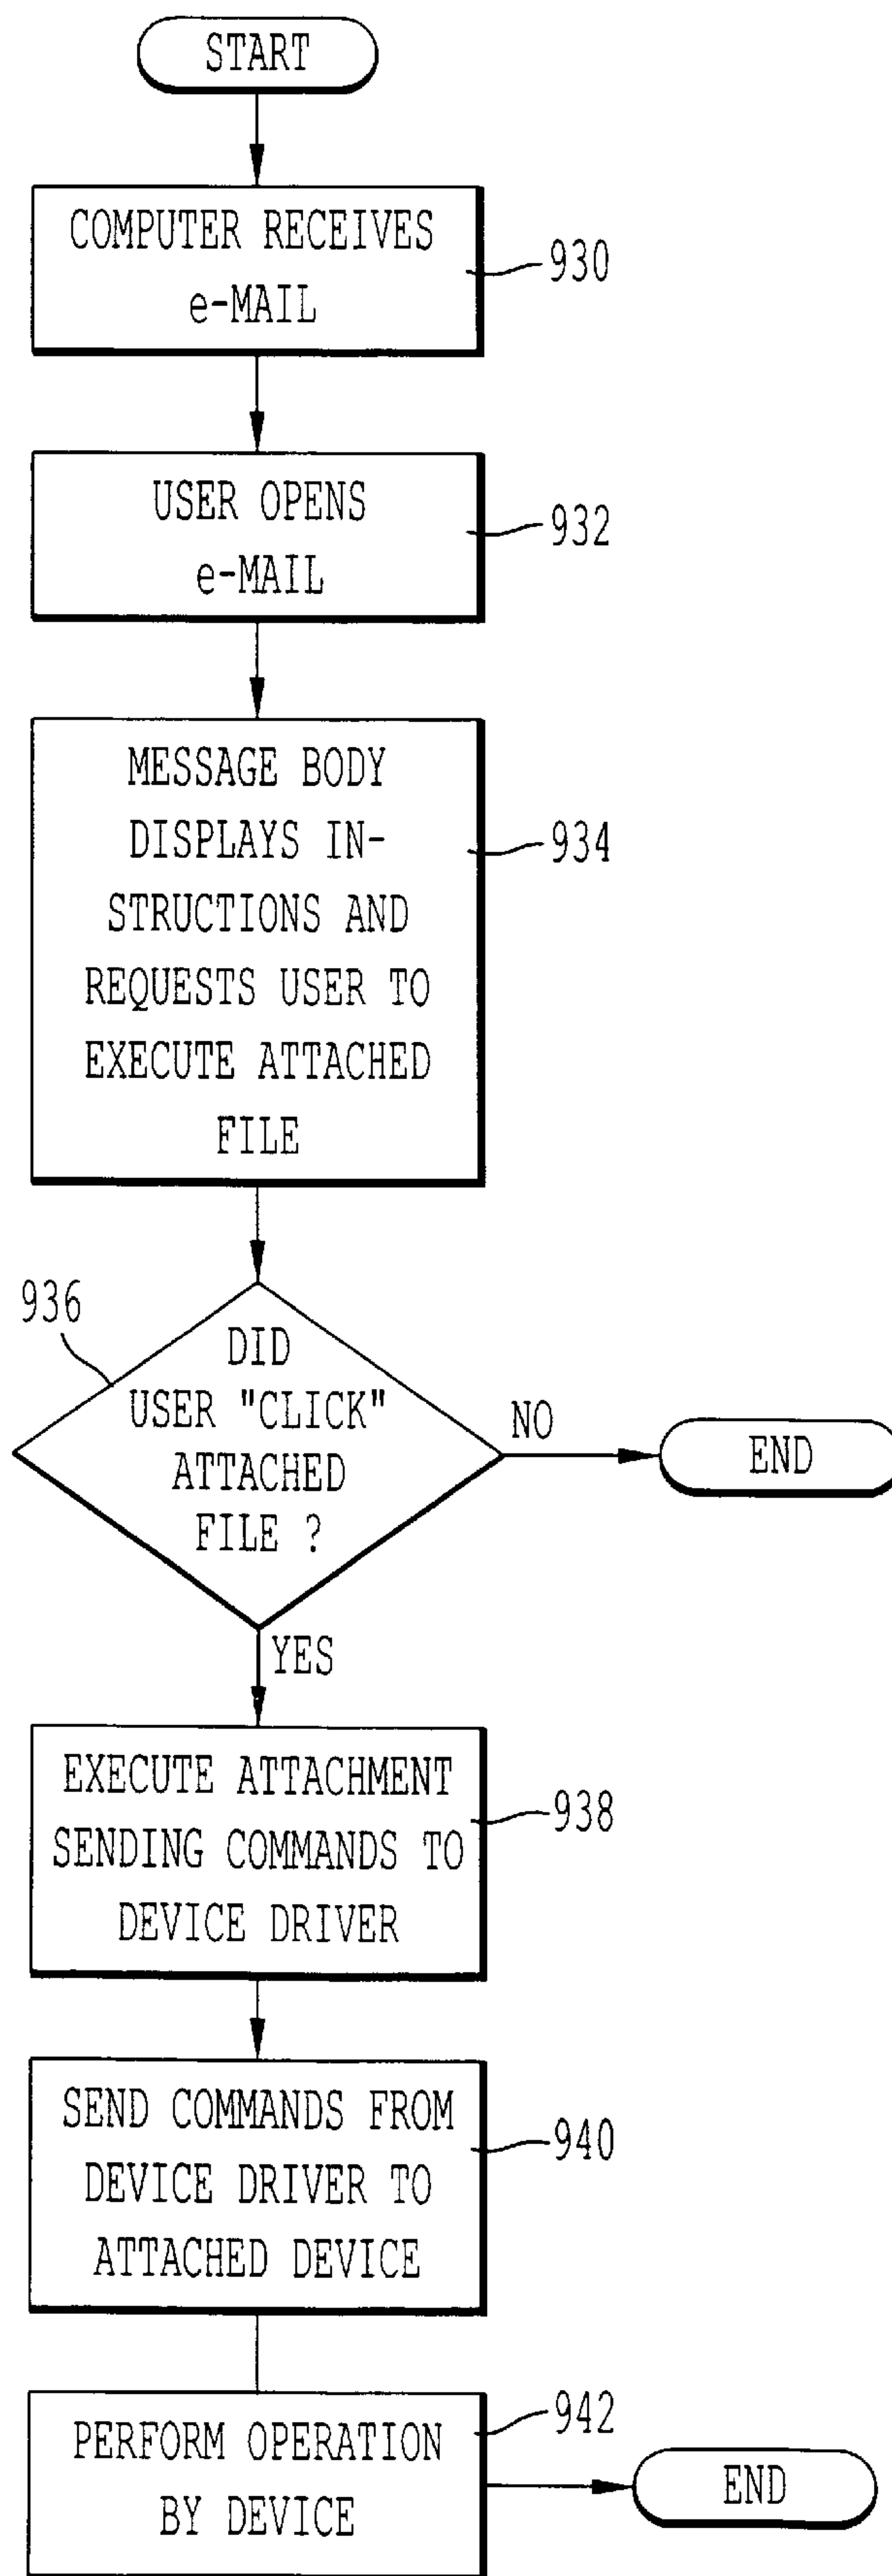 START
COMPUTER RECEIVES
e-MAIL
930
USER OPENS
e-MAIL
932
MESSAGE BODY
DISPLAYS IN-
STRUCTIONS AND
REQUESTS USER TO
EXECUTE ATTACHED
FILE
934
936
DID
USER "CLICK"
ATTACHED
FILE ?
NO
END
YES
EXECUTE ATTACHMENT
SENDING COMMANDS TO
DEVICE DRIVER
938
SEND COMMANDS FROM
DEVICE DRIVER TO
ATTACHED DEVICE
940
PERFORM OPERATION
BY DEVICE
942
END